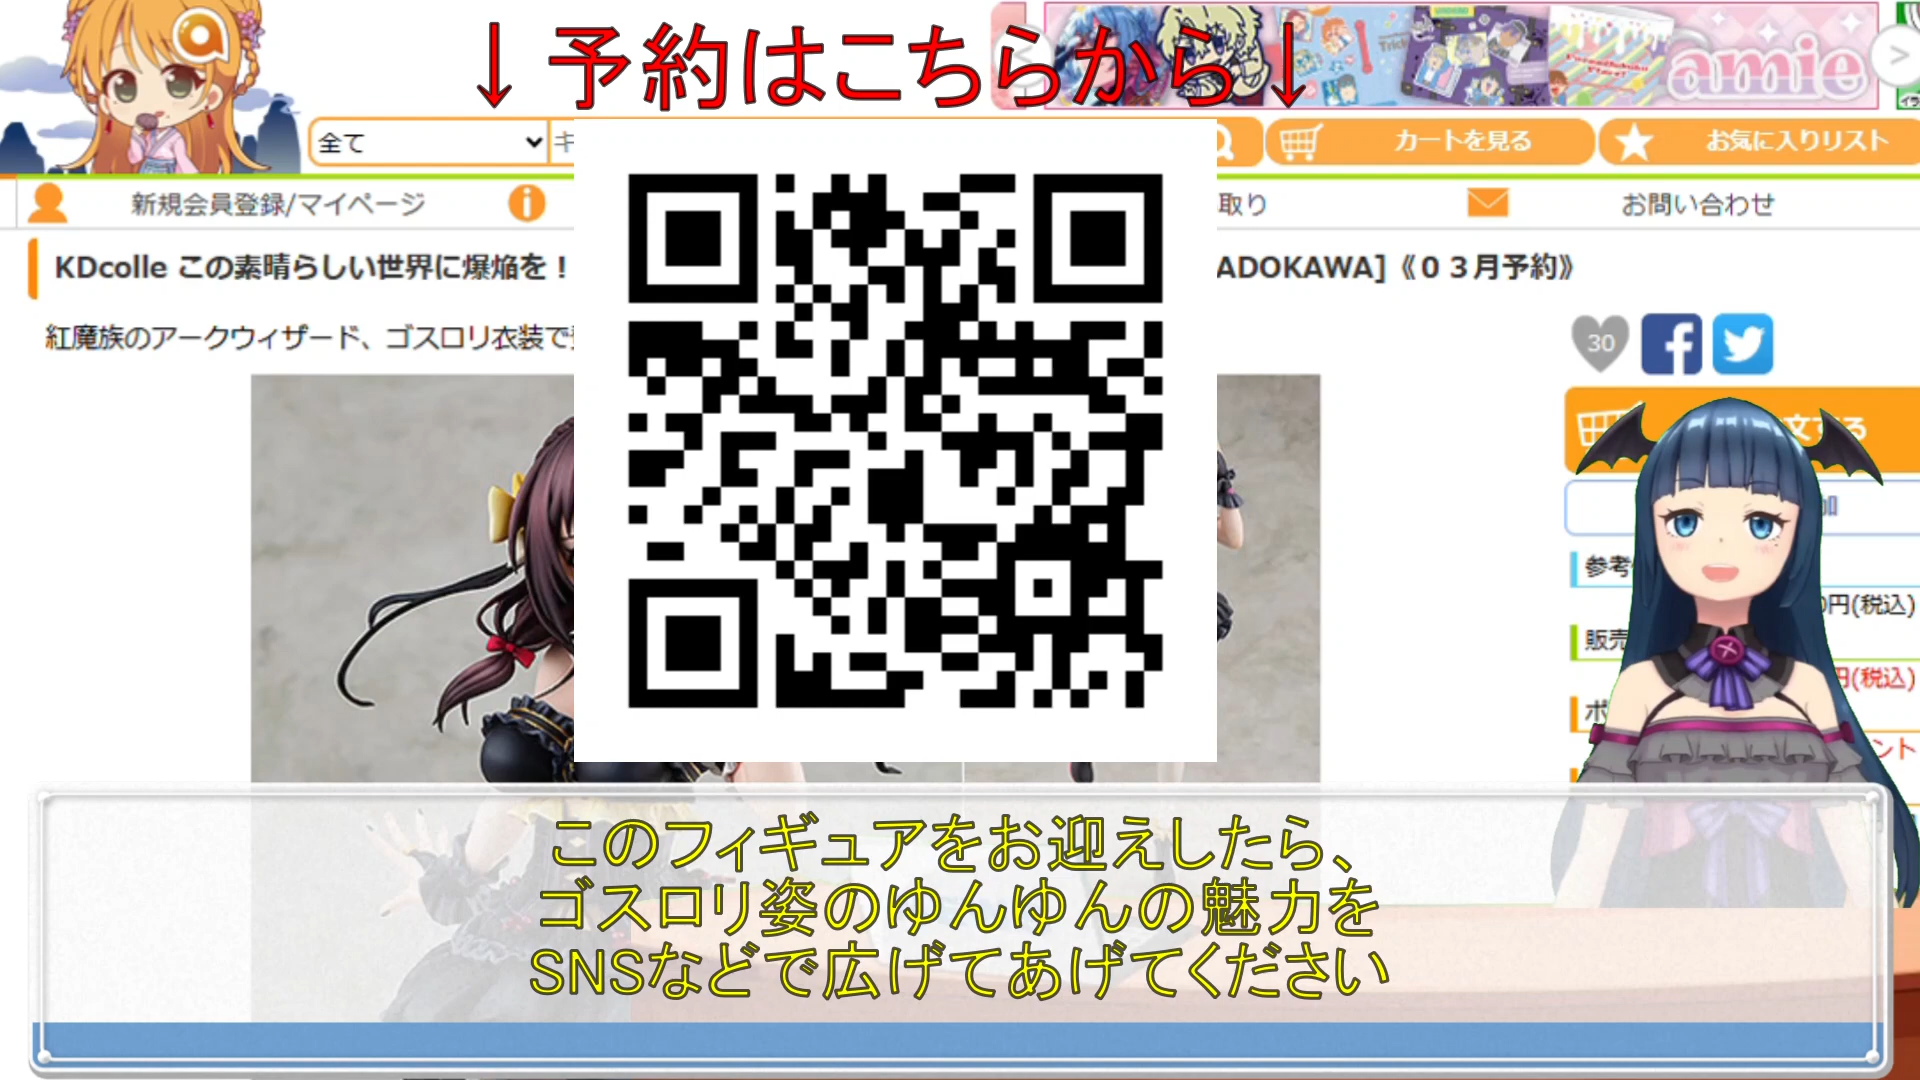 ↓予約はこちらから↓
amie
全て
キ
カートを見る
お気に入りリスト
新規会員登録/マイページ
取り
お問い合わせ
KDcolle この素晴らしい世界に爆焔を！
ADOKAWA]《０３月予約》
紅魔族のアークウィザード、ゴスロリ衣装で
30
文する
参考
円(税込)
販売
円(税込)
ポ
ント
このフィギュアをお迎えしたら、
ゴスロリ姿のゆんゆんの魅力を
SNSなどで広げてあげてください